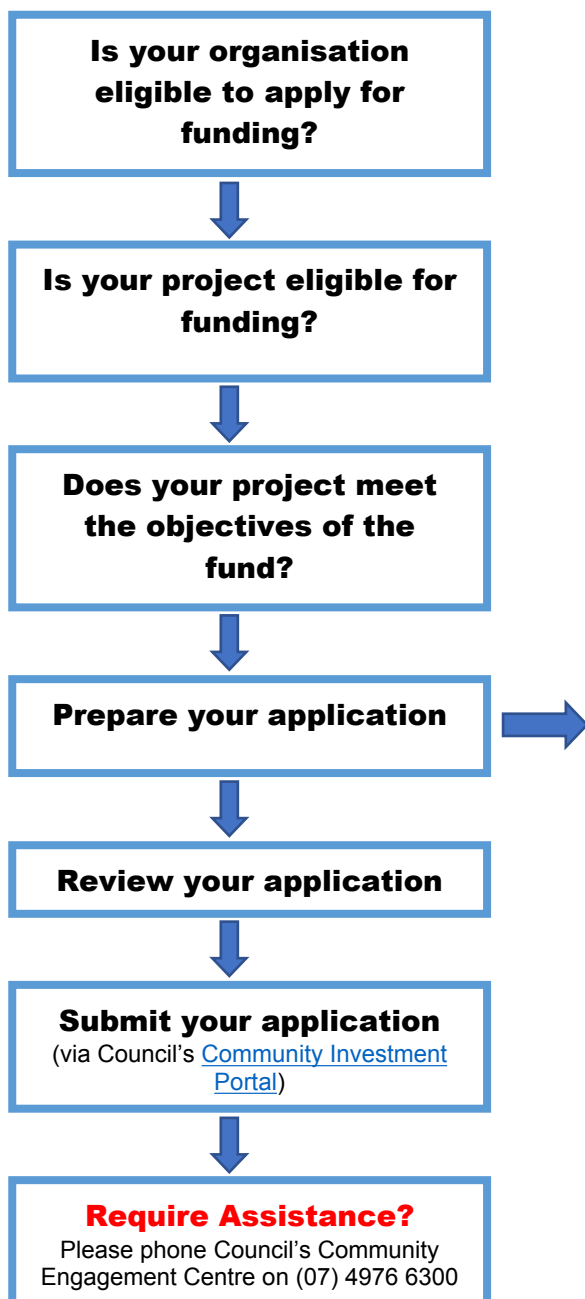 Is your organisation
eligible to apply for
funding?
Is your project eligible for
funding?
Does your project meet
the objectives of the
fund?
Prepare your application
Review your application
Submit your application
(via Council's Community Investment
Portal)
Require Assistance?
Please phone Council's Community
Engagement Centre on (07) 4976 6300